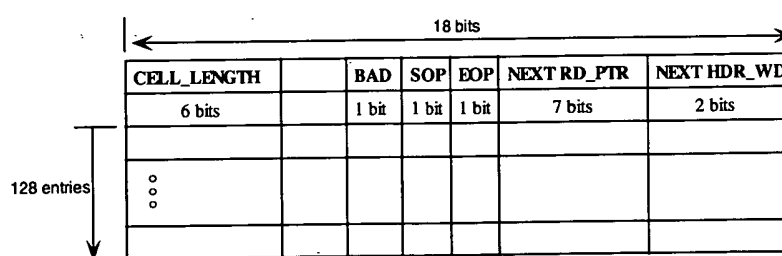 18 bits
CELL_LENGTH BAD SOP EOP NEXT RD_PTR NEXT HDR_WD
6 bits 1 bit 1 bit 1 bit 7 bits 2 bits
128 entries